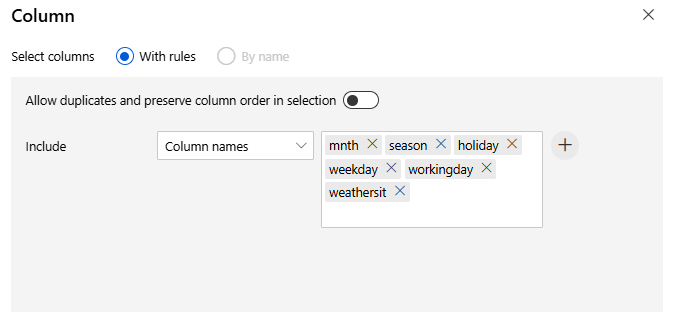 Column
Select columns With rules By name
Allow duplicates and preserve column order in selection
Include Column names mnth season holiday
weekday workingday
weathersit